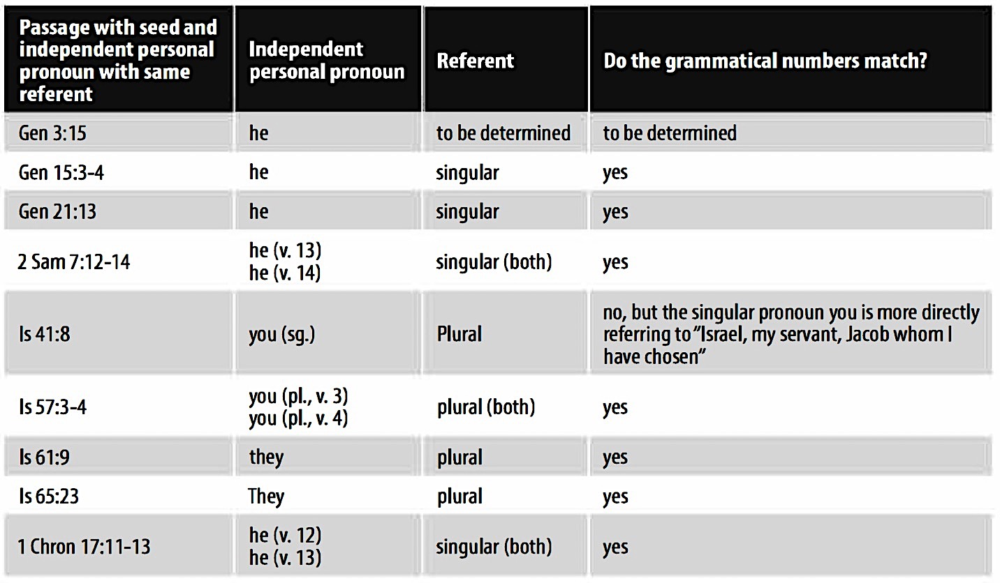 Passage with seed and
independent personal
pronoun with same
referent
Independent
personal pronoun
Referent
Do the grammatical numbers match?
Gen 3:15
he
to be determined
to be determined
Gen 15:3-4
he
singular
yes
Gen 21:13
he
singular
yes
2 Sam 7:12-14
he (v. 13)
he (v. 14)
singular (both)
yes
Is 41:8
you (sg.)
Plural
no, but the singular pronoun you is more directly
referring to "Israel, my servant, Jacob whom I
have chosen"
Is 57:3-4
you (pl., v. 3)
you (pl., v. 4)
plural (both)
yes
Is 61:9
they
plural
yes
Is 65:23
They
plural
yes
1 Chron 17:11-13
he (v. 12)
he (v. 13)
singular (both)
yes